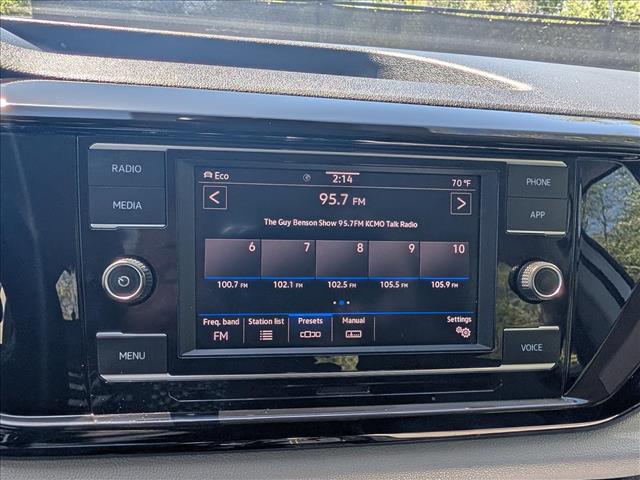 Eco 2:14 70 °F
RADIO
MEDIA
MENU
PHONE
APP
VOICE
< 95.7 FM >
The Guy Benson Show 95.7FM KCMO Talk Radio
6 7 8 9 10
100.7 FM 102.1 FM 102.5 FM 105.5 FM 105.9 FM
Freq. band Station list Presets Manual Settings
FM